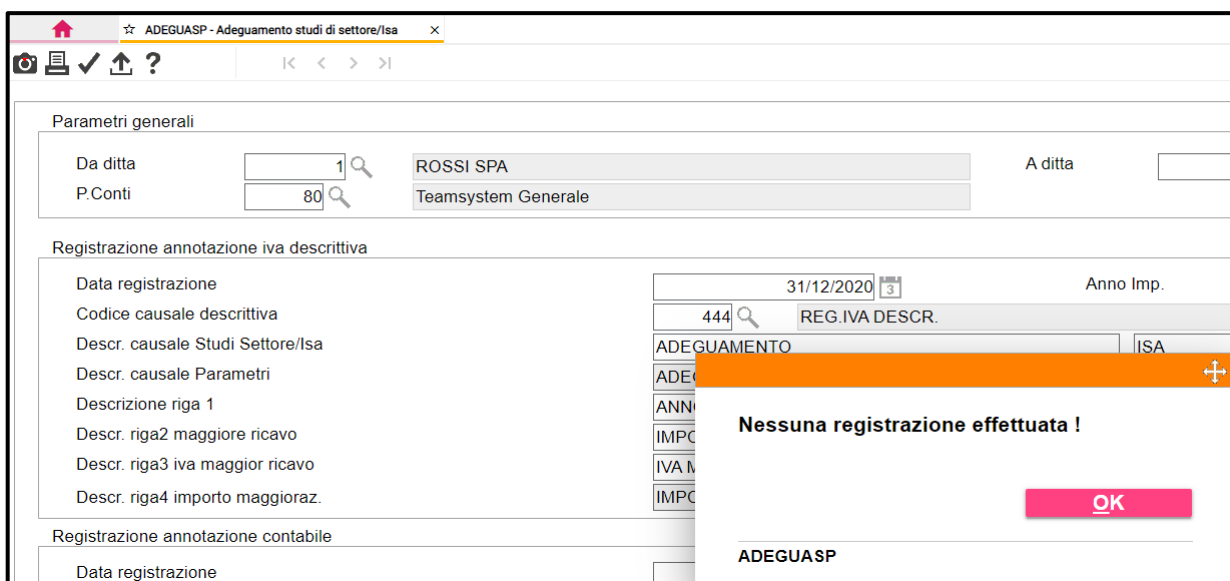 ADEGUASP - Adeguamento studi di settore/Isa
Parametri generali
Da ditta 1 ROSSI SPA A ditta
P.Conti 80 Teamsystem Generale
Registrazione annotazione iva descrittiva
Data registrazione 31/12/2020 3 Anno Imp.
Codice causale descrittiva 444 REG.IVA DESCR.
Descr. causale Studi Settore/Isa ADEGUAMENTO ISA
Descr. causale Parametri
Descrizione riga 1
Descr. riga2 maggiore ricavo
Descr. riga3 iva maggior ricavo
Descr. riga4 importo maggioraz.
Nessuna registrazione effettuata !
OK
ADEGUASP
Registrazione annotazione contabile
Data registrazione